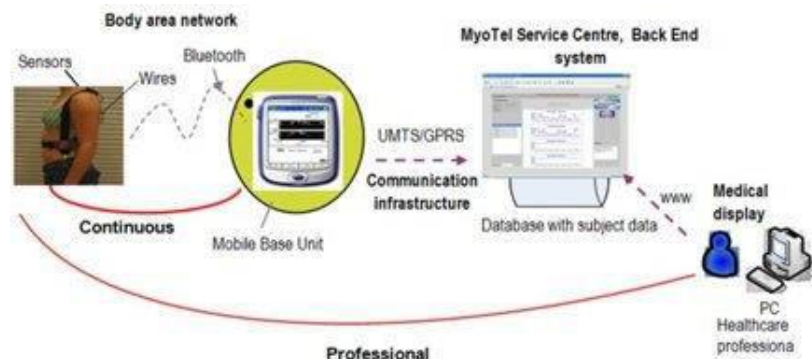 Body area network
Sensors
Wires
Bluetooth
MyoTel Service Centre, Back End
system
UMTS/GPRS
Communication
infrastructure
Continuous
Mobile Base Unit
Database with subject data
www
Medical
display
PC
Healthcare
professiona
Professional